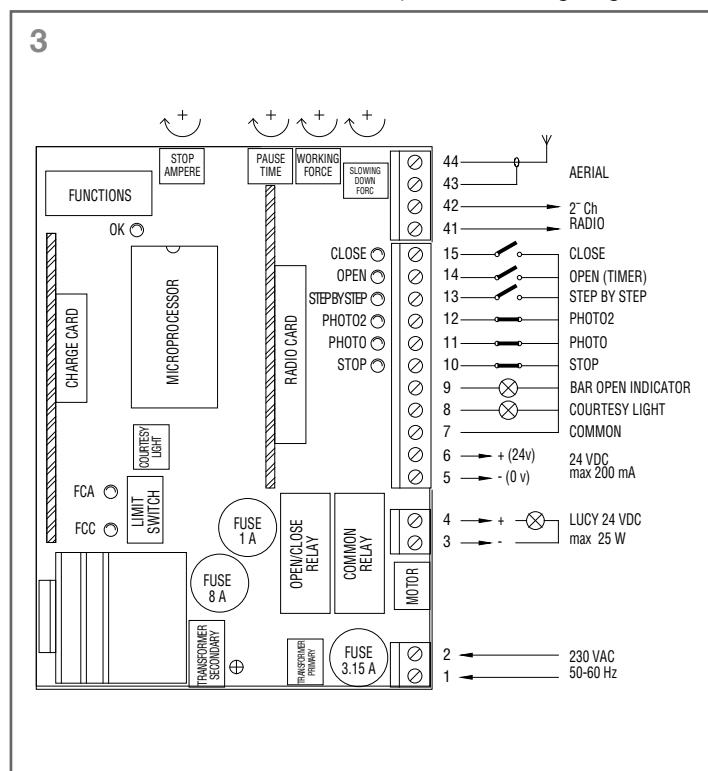 3
STOP
AMPERE
PAUSE
TIME
WORKING
FORCE
SLOWING
DOWN
FORC
FUNCTIONS
OK
CHARGE CARD
MICROPROCESSOR
RADIO CARD
CLOSE
OPEN
STEP BY STEP
PHOTO2
PHOTO
STOP
COURTESY
LIGHT
FCA
FCC
LIMIT
SWITCH
FUSE
1 A
FUSE
8 A
OPEN/CLOSE
RELAY
COMMON
RELAY
MOTOR
TRANSFORMER
SECONDARY
TRANSFORMER
PRIMARY
FUSE
3.15 A
44
43
AERIAL
42 2¯ Ch
41 RADIO
15 CLOSE
14 OPEN (TIMER)
13 STEP BY STEP
12 PHOTO2
11 PHOTO
10 STOP
9 BAR OPEN INDICATOR
8 COURTESY LIGHT
7 COMMON
6 + (24v) 24 VDC
5 - (0 v) max 200 mA
4 + LUCY 24 VDC
3 - max 25 W
2 230 VAC
1 50-60 Hz